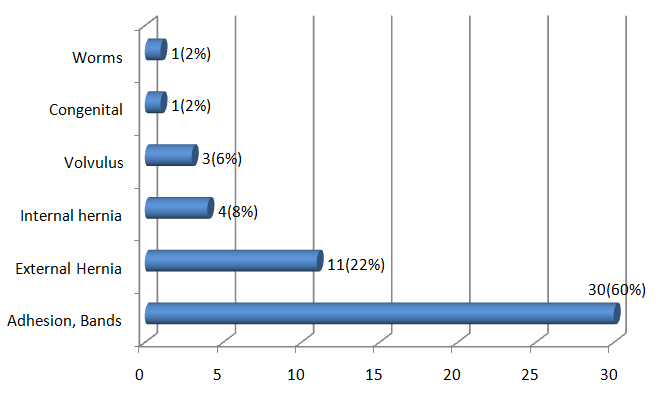 Worms 1(2%)
Congenital 1(2%)
Volvulus 3(6%)
Internal hernia 4(8%)
External Hernia 11(22%)
30(60%)
Adhesion, Bands
0 5 10 15 20 25 30